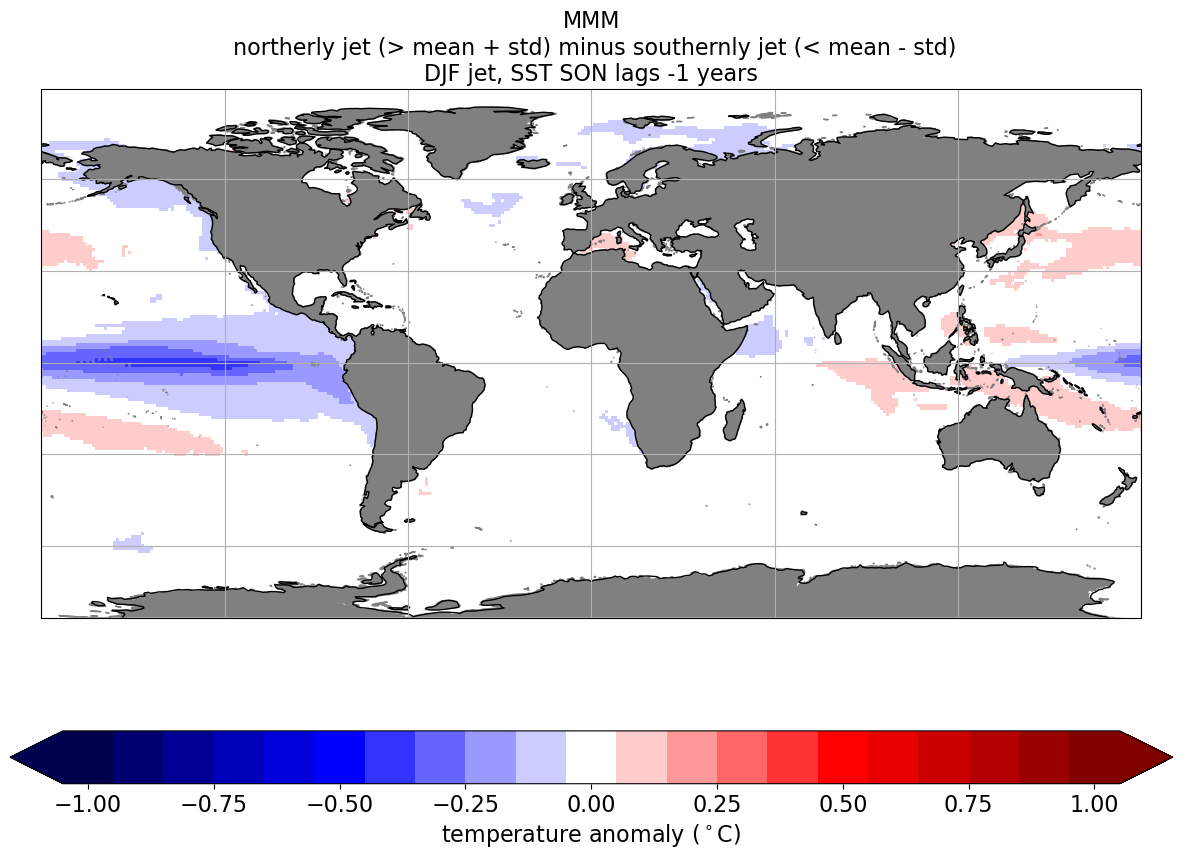 MMM
northerly jet (> mean + std) minus southernly jet (< mean - std)
DJF jet, SST SON lags -1 years
−1.00 −0.75 −0.50 −0.25 0.00 0.25 0.50 0.75 1.00
temperature anomaly (°C)